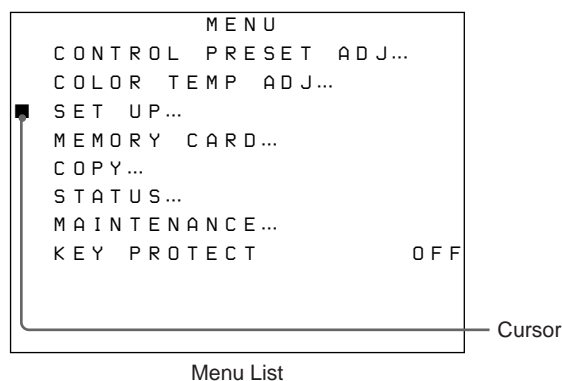 MENU
CONTROL PRESET ADJ…
COLOR TEMP ADJ…
SET UP…
MEMORY CARD…
COPY…
STATUS…
MAINTENANCE…
KEY PROTECT OFF
Cursor
Menu List